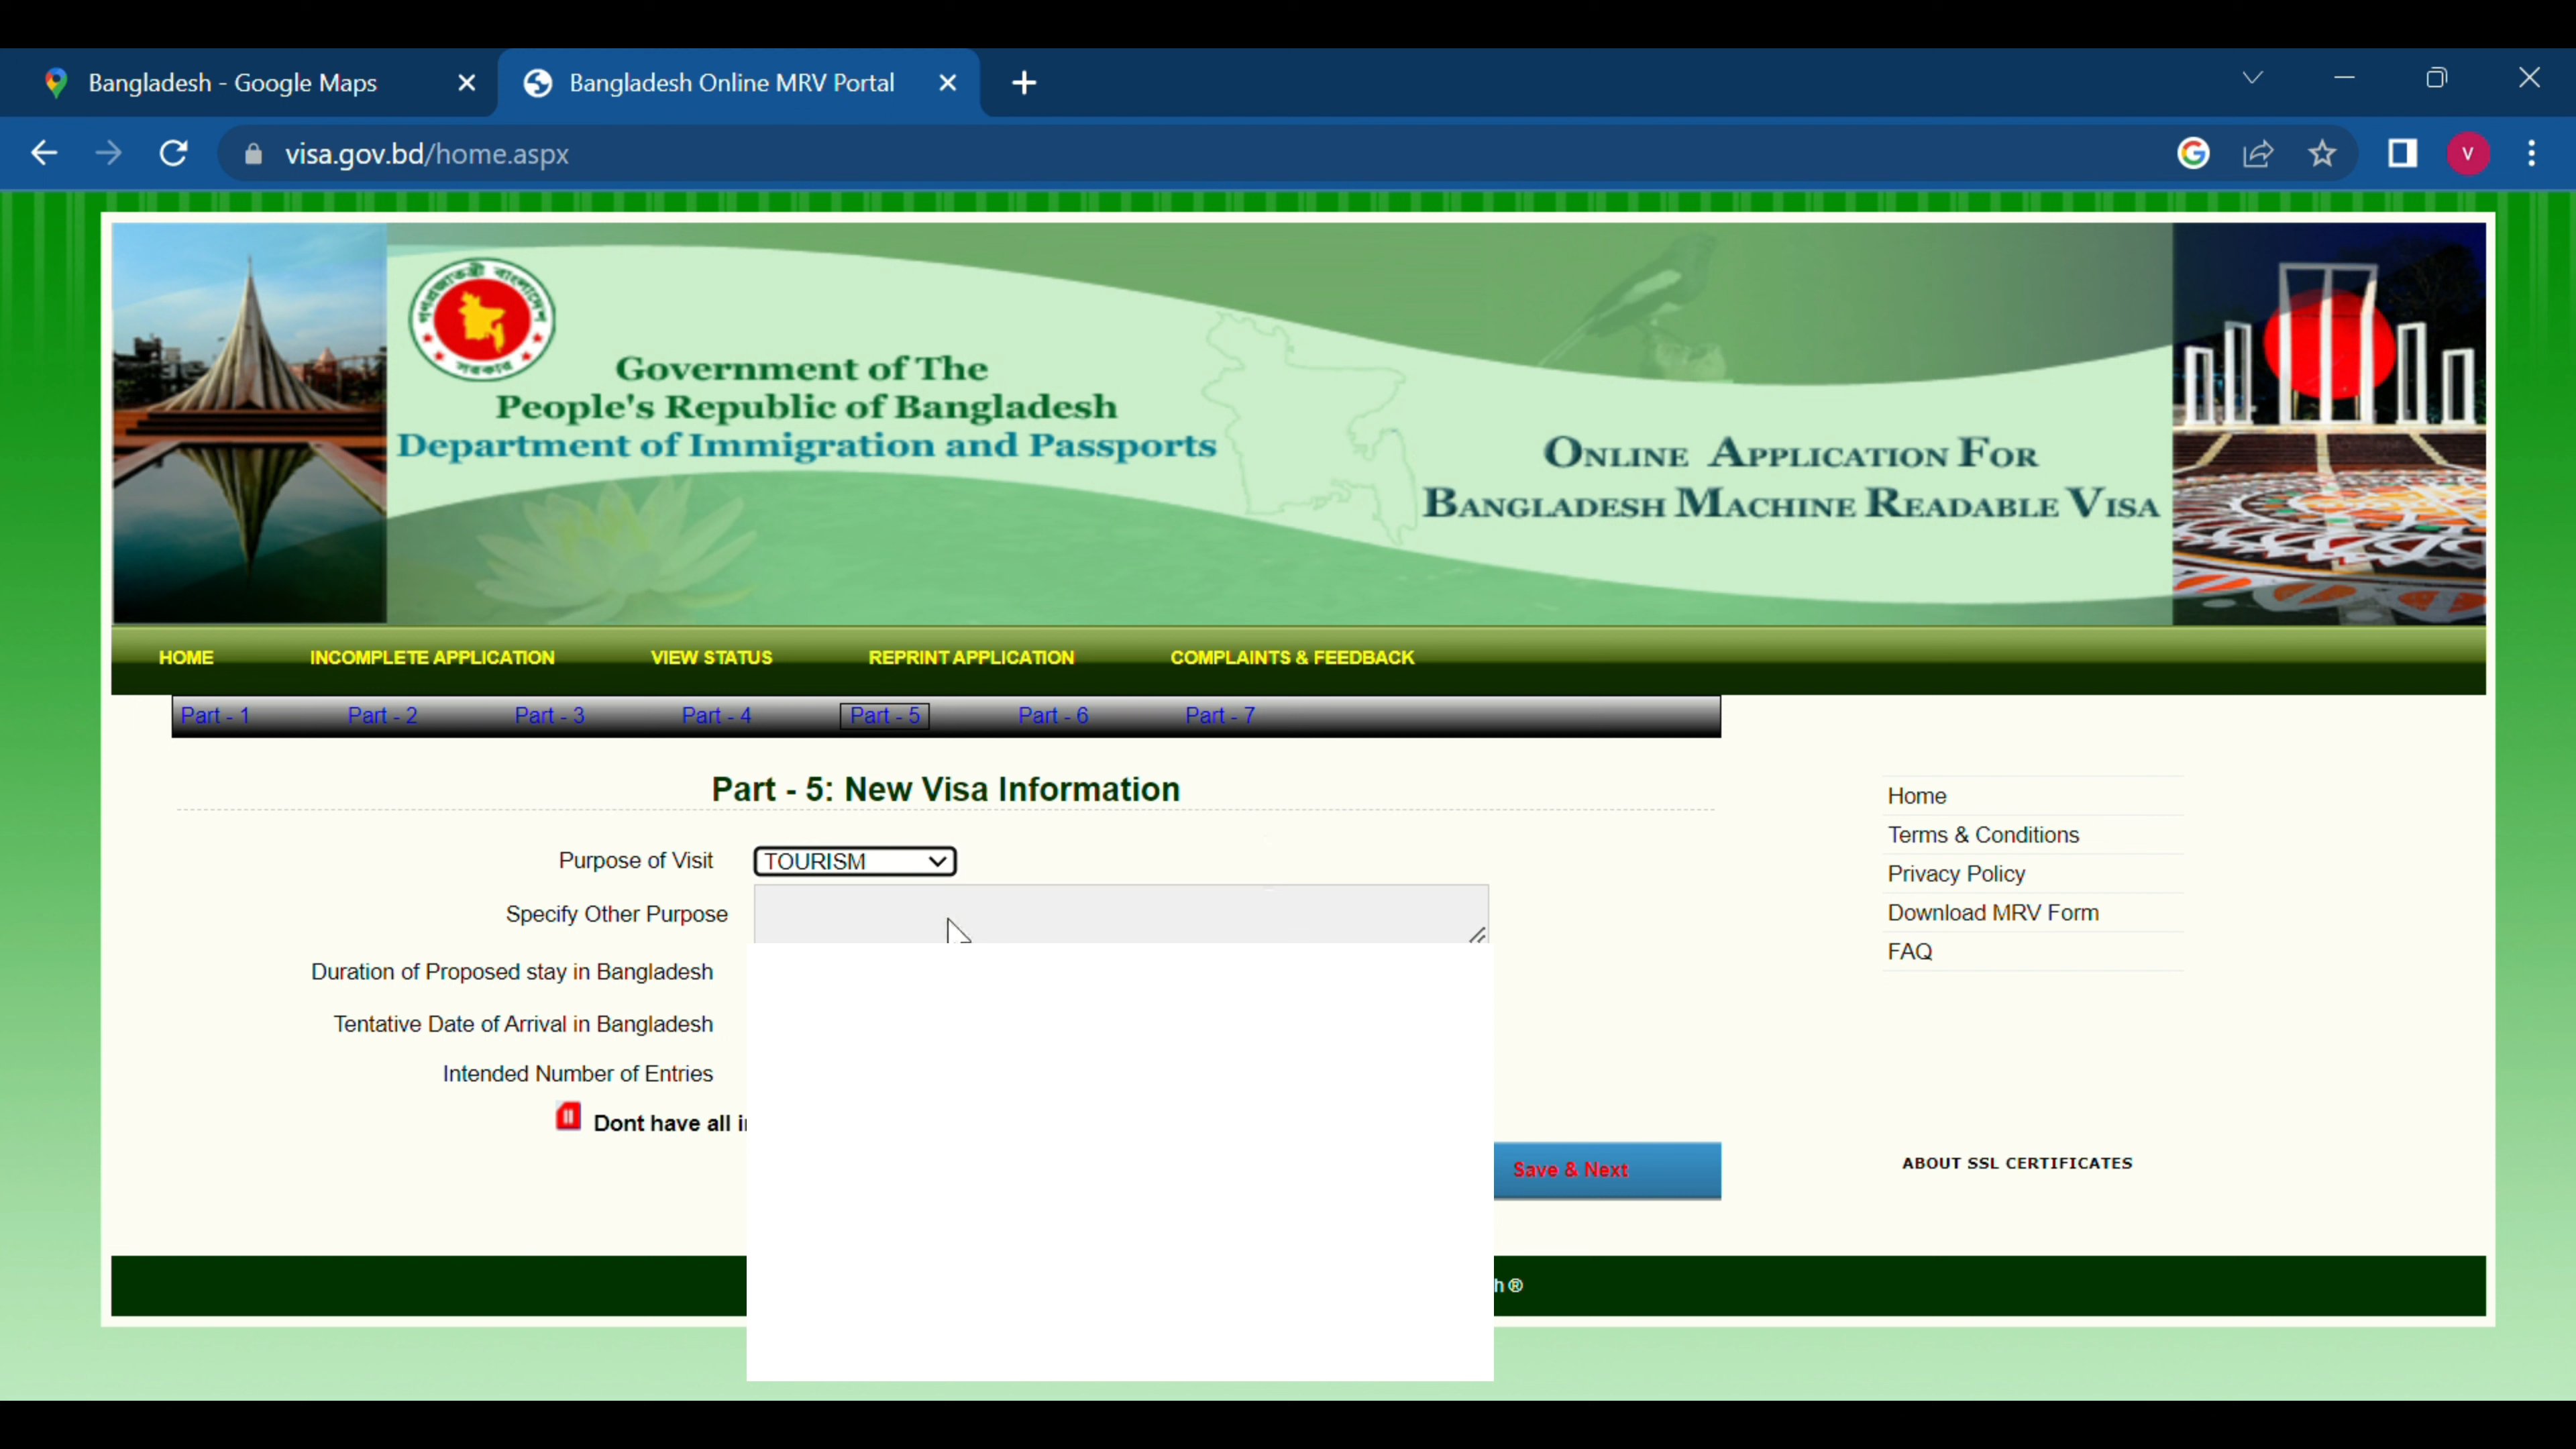 Bangladesh - Google Maps
Bangladesh Online MRV Portal
visa.gov.bd/home.aspx
V
গণপ্রজাতন্ত্রী বাংলাদেশ
সরকার
Government of The
People's Republic of Bangladesh
Department of Immigration and Passports
Online Application For
Bangladesh Machine Readable Visa
HOME INCOMPLETE APPLICATION VIEW STATUS REPRINT APPLICATION COMPLAINTS & FEEDBACK
Part - 1 Part - 2 Part - 3 Part - 4 Part - 5 Part - 6 Part - 7
Part - 5: New Visa Information
Purpose of Visit TOURISM
Specify Other Purpose
Duration of Proposed stay in Bangladesh
Tentative Date of Arrival in Bangladesh
Intended Number of Entries
Dont have all
Save & Next
Home
Terms & Conditions
Privacy Policy
Download MRV Form
FAQ
ABOUT SSL CERTIFICATES
h ®